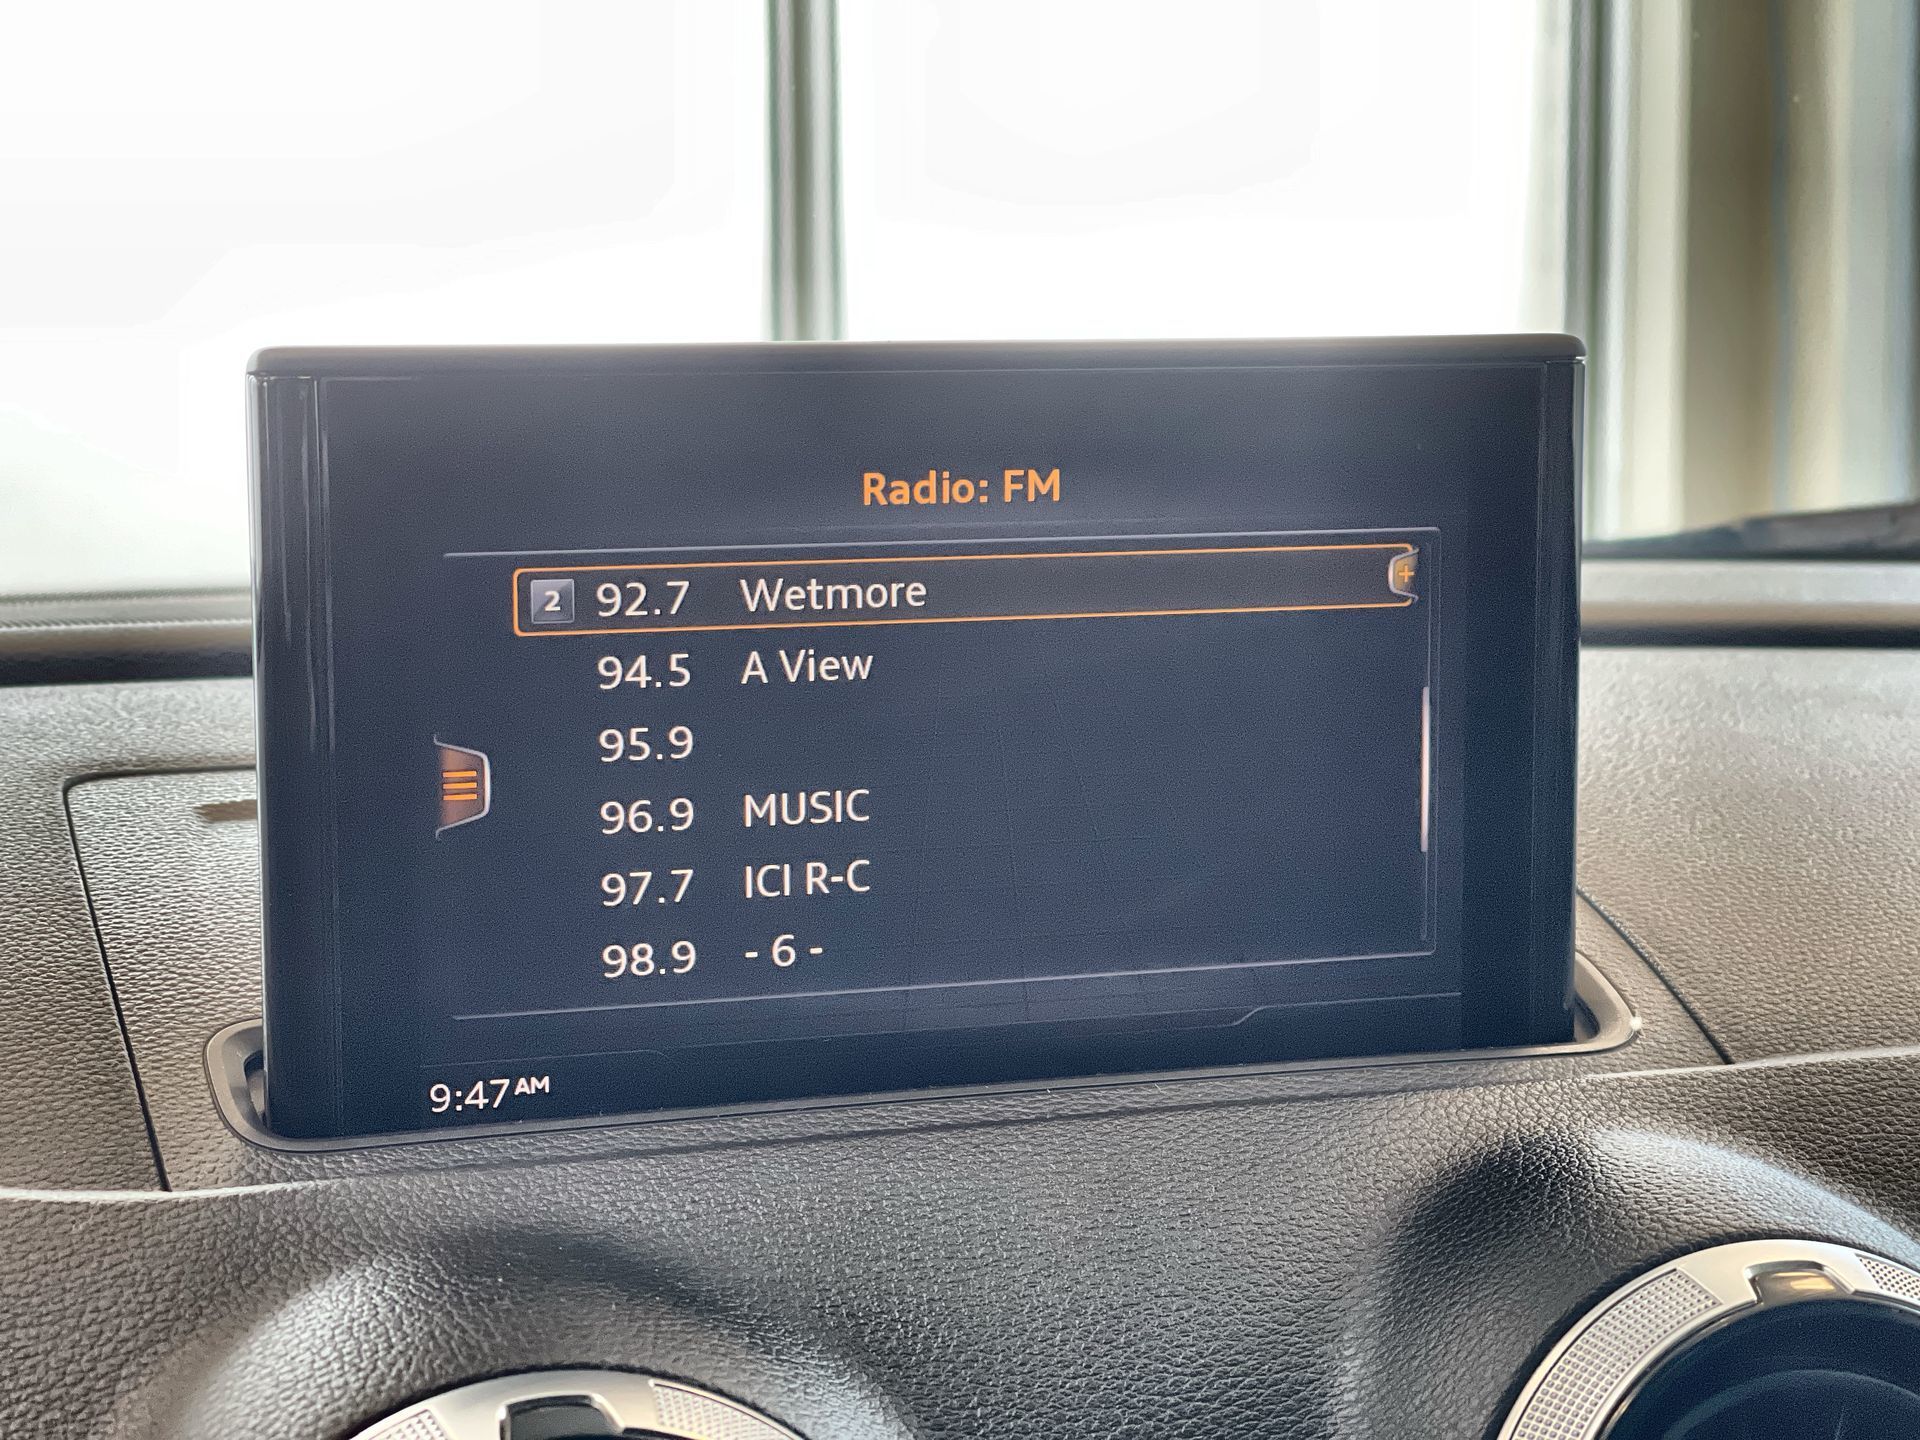 Radio: FM
2 92.7 Wetmore
94.5 A View
95.9
96.9 MUSIC
97.7 ICI R-C
98.9 - 6 -
9:47 AM